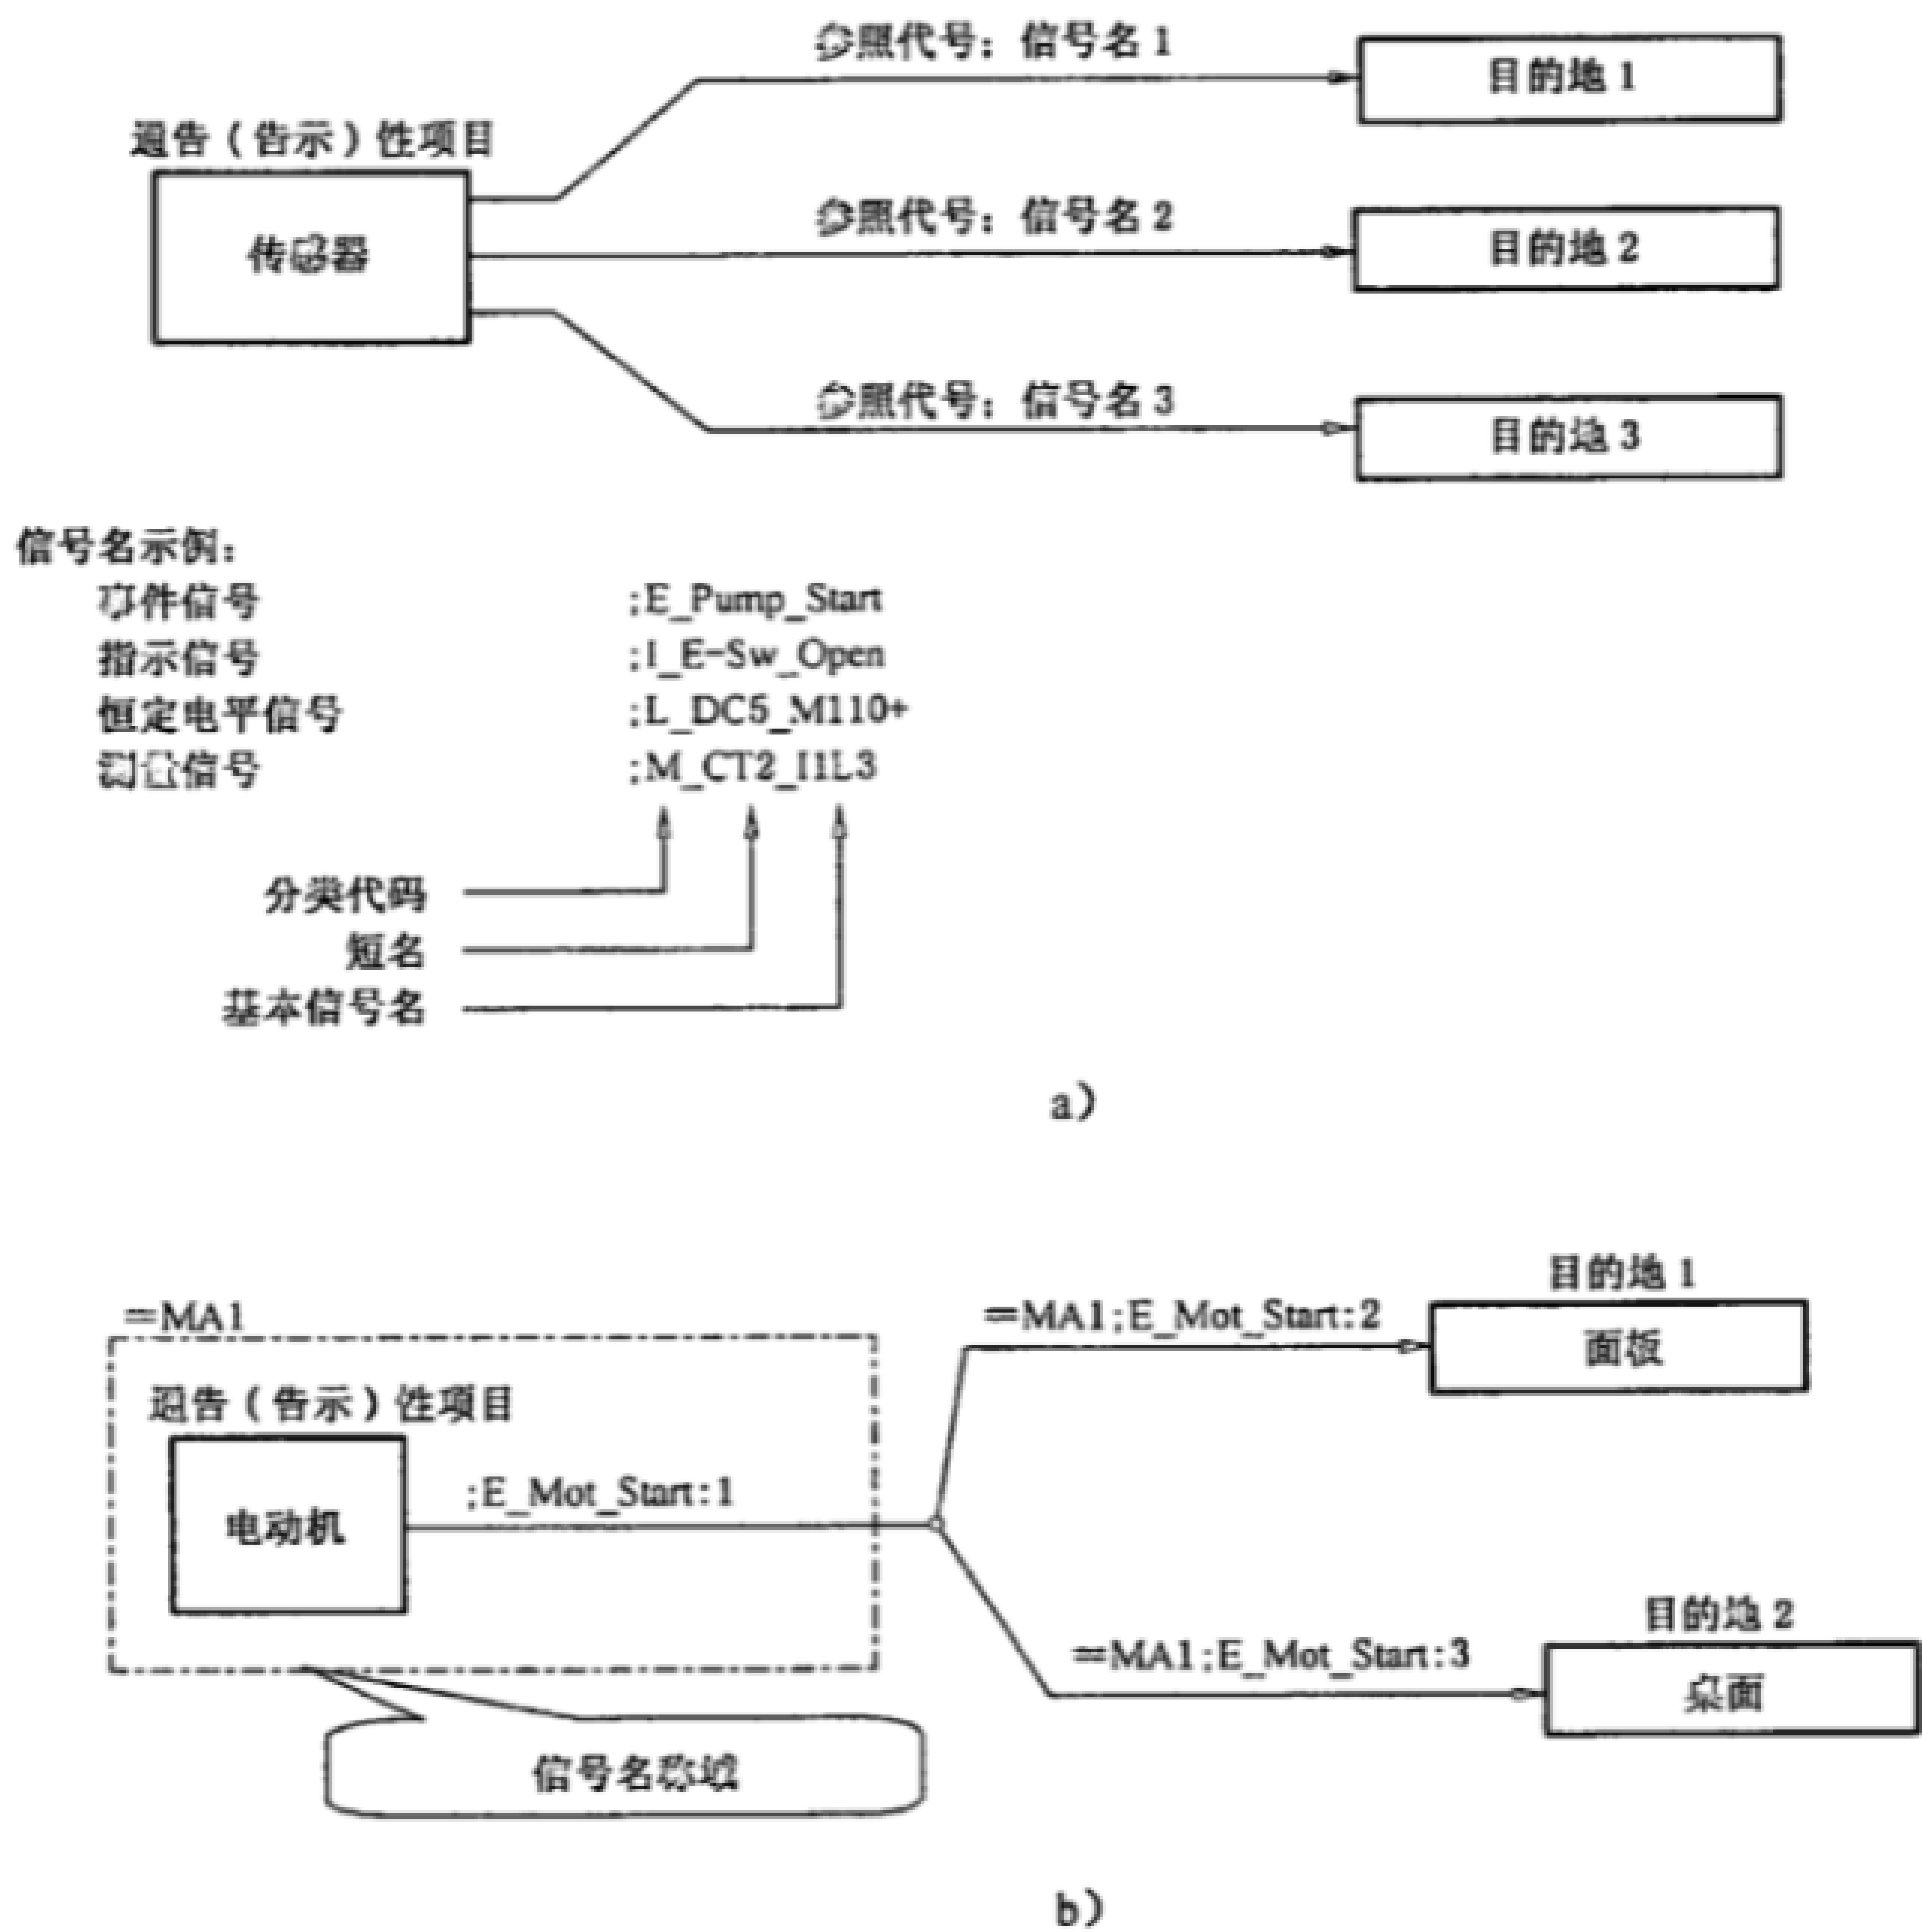 参照代号：信号名 1
目的地 1
通告（告示）性项目
传感器
参照代号：信号名 2
目的地 2
参照代号：信号名 3
目的地 3
信号名示例：
事件信号 ;E_Pump_Start
指示信号 ;I_E-Sw_Open
恒定电平信号 ;L_DC5_M110+
测量信号 ;M_CT2_I1L3
分类代码
短名
基本信号名
a）
目的地 1
=MA1
=MA1;E_Mot_Start:2
面板
通告（告示）性项目
;E_Mot_Start:1
电动机
目的地 2
=MA1;E_Mot_Start:3
桌面
信号名称域
b）